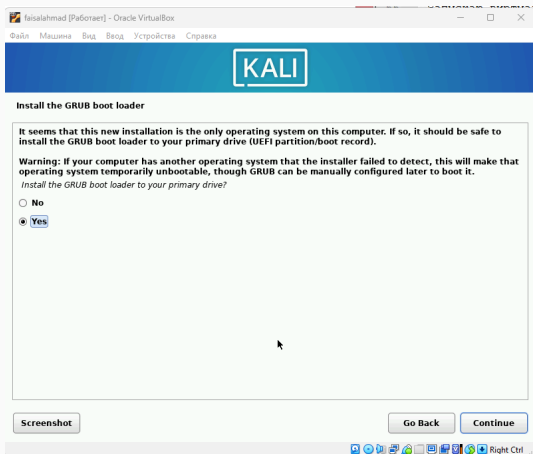 faisalahmad [Работает] - Oracle VirtualBox
Файл Машина Вид Ввод Устройства Справка
KALI
Install the GRUB boot loader
It seems that this new installation is the only operating system on this computer. If so, it should be safe to
install the GRUB boot loader to your primary drive (UEFI partition/boot record).
Warning: If your computer has another operating system that the installer failed to detect, this will make that
operating system temporarily unbootable, though GRUB can be manually configured later to boot it.
Install the GRUB boot loader to your primary drive?
No
Yes
Screenshot
Go Back
Continue
Right Ctrl